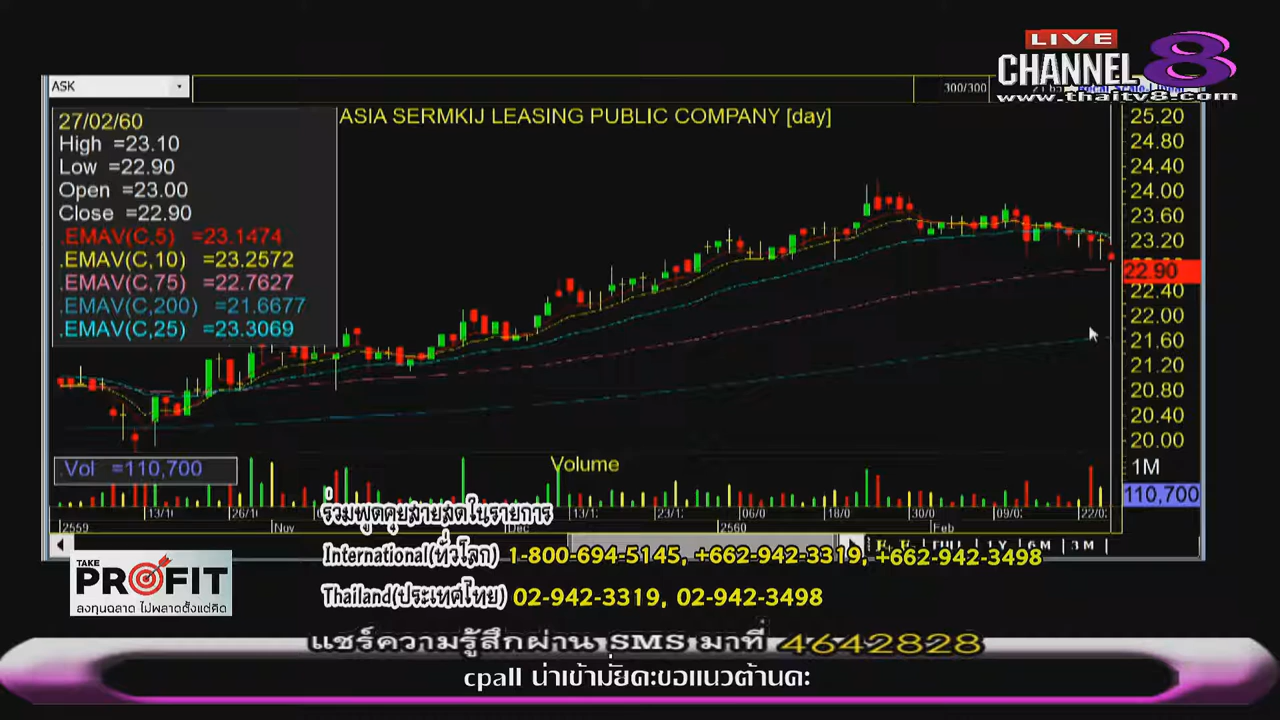 LIVE
CHANNEL 8
www.thaitv8.com
ASK
300/300
27/02/60
ASIA SERMKIJ LEASING PUBLIC COMPANY [day]
High =23.10
Low =22.90
Open =23.00
Close =22.90
.EMAV(C,5) =23.1474
.EMAV(C,10) =23.2572
.EMAV(C,75) =22.7627
.EMAV(C,200) =21.6677
.EMAV(C,25) =23.3069
25.20
24.80
24.40
24.00
23.60
23.20
22.90
22.40
22.00
21.60
21.20
20.80
20.40
20.00
.Vol =110,700
Volume
1M
110,700
2559
Nov
Dec
2560
Feb
ร่วมพูดคุยสายสดในรายการ
International(ทั่วโลก) 1-800-694-5145, +662-942-3319, +662-942-3498
Thailand(ประเทศไทย) 02-942-3319, 02-942-3498
TAKE
PROFIT
ลงทุนฉลาด ไม่พลาดตั้งแต่คิด
แชร์ความรู้สึกผ่าน SMS มาที่ 4642828
cpall น่าเข้ามั่ยคะขอแนวต้านคะ